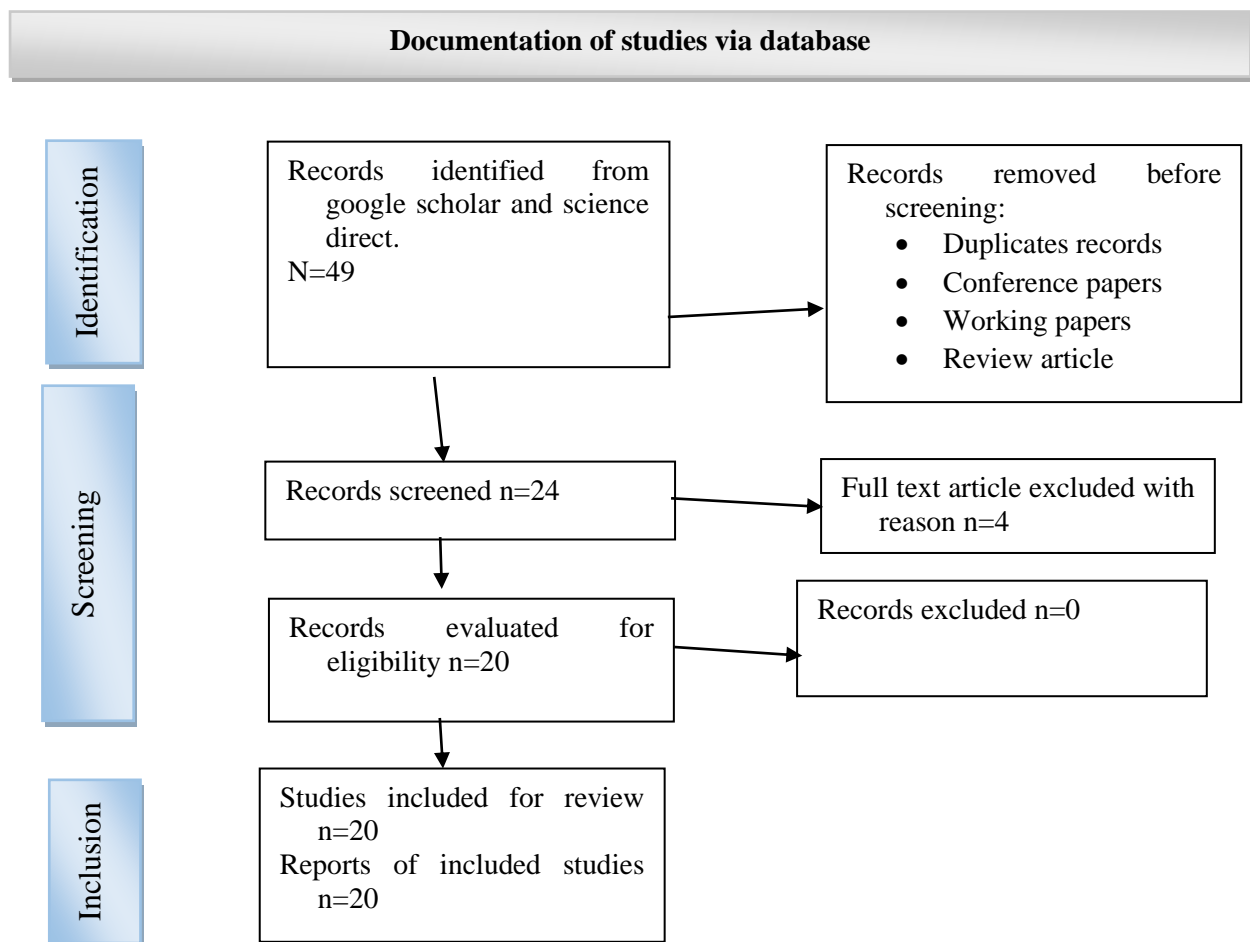 Documentation of studies via database
Identification
Records identified from
google scholar and science
direct.
N=49
Records removed before
screening:
• Duplicates records
• Conference papers
• Working papers
• Review article
Screening
Records screened n=24
Full text article excluded with
reason n=4
Records evaluated for
eligibility n=20
Records excluded n=0
Inclusion
Studies included for review
n=20
Reports of included studies
n=20